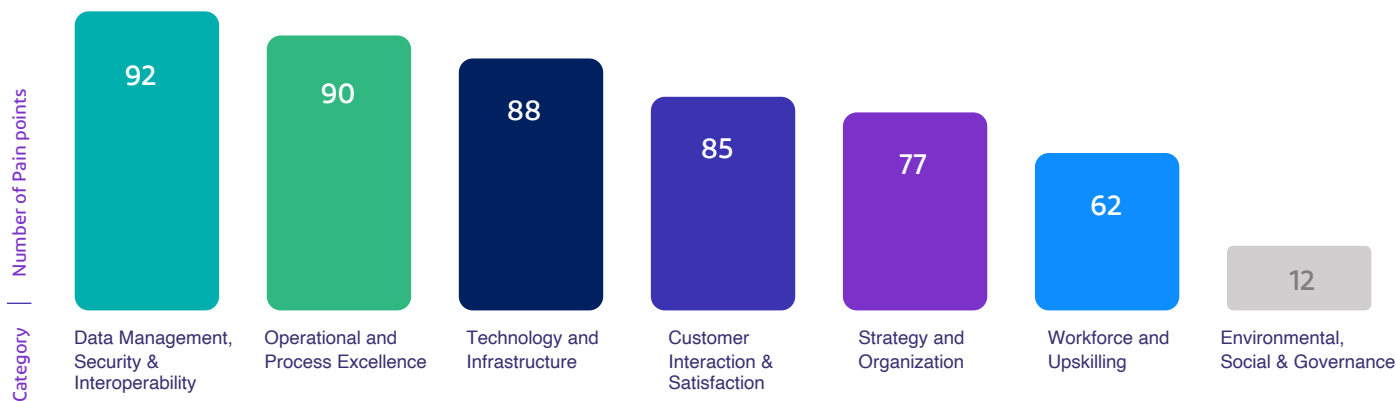 Number of Pain points
92
90
88
85
77
62
12
Category
Data Management,
Security &
Interoperability
Operational and
Process Excellence
Technology and
Infrastructure
Customer
Interaction &
Satisfaction
Strategy and
Organization
Workforce and
Upskilling
Environmental,
Social & Governance